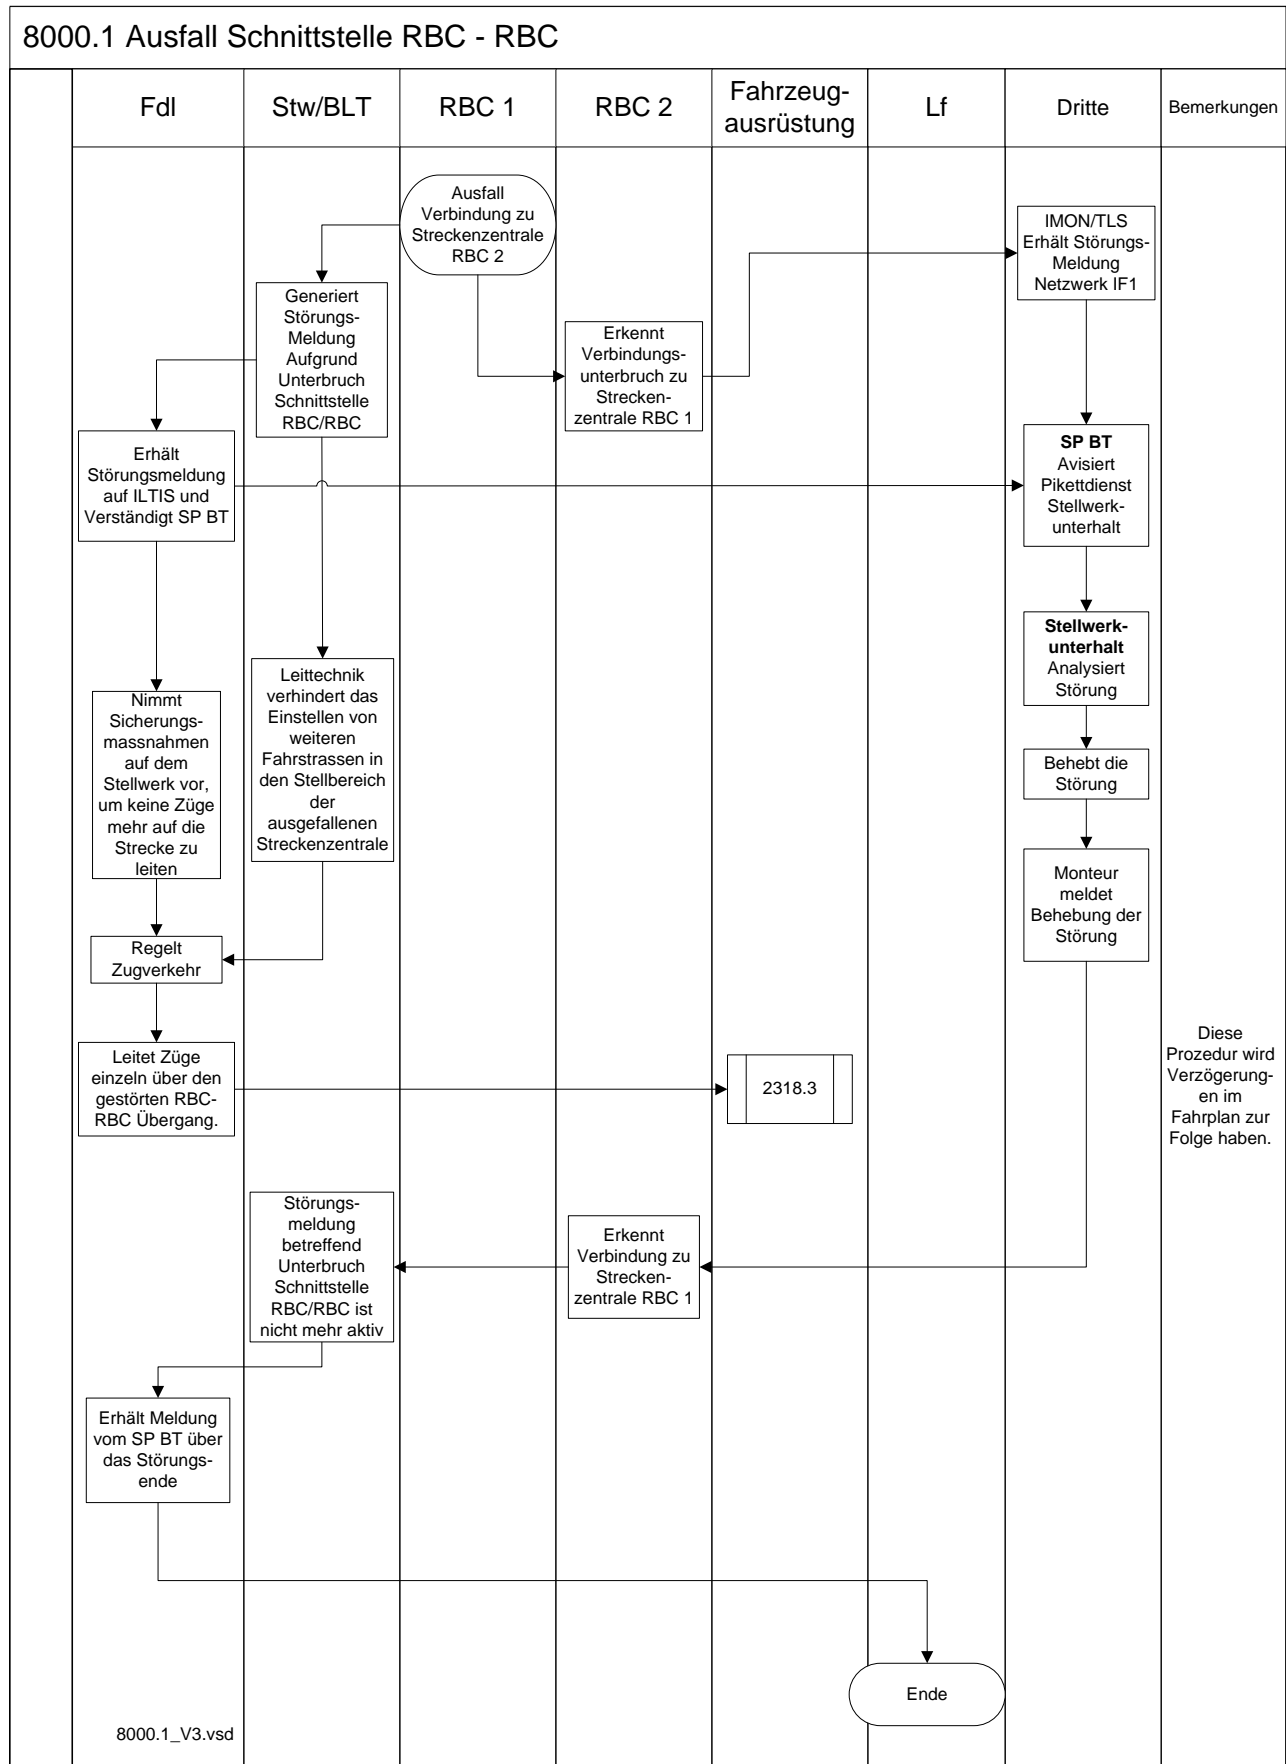 8000.1 Ausfall Schnittstelle RBC - RBC
Fdl
Stw/BLT
RBC 1
RBC 2
Fahrzeug-
ausrüstung
Lf
Dritte
Bemerkungen
Ausfall
Verbindung zu
Streckenzentrale
RBC 2
IMON/TLS
Erhält Störungs-
Meldung
Netzwerk IF1
Generiert
Störungs-
Meldung
Aufgrund
Unterbruch
Schnittstelle
RBC/RBC
Erkennt
Verbindungs-
unterbruch zu
Strecken-
zentrale RBC 1
Erhält
Störungsmeldung
auf ILTIS und
Verständigt SP BT
SP BT
Avisiert
Pikettdienst
Stellwerk-
unterhalt
Stellwerk-
unterhalt
Analysiert
Störung
Nimmt
Sicherungs-
massnahmen
auf dem
Stellwerk vor,
um keine Züge
mehr auf die
Strecke zu
leiten
Leittechnik
verhindert das
Einstellen von
weiteren
Fahrstrassen in
den Stellbereich
der
ausgefallenen
Streckenzentrale
Behebt die
Störung
Monteur
meldet
Behebung der
Störung
Regelt
Zugverkehr
Leitet Züge
einzeln über den
gestörten RBC-
RBC Übergang.
2318.3
Diese
Prozedur wird
Verzögerung-
en im
Fahrplan zur
Folge haben.
Störungs-
meldung
betreffend
Unterbruch
Schnittstelle
RBC/RBC ist
nicht mehr aktiv
Erkennt
Verbindung zu
Strecken-
zentrale RBC 1
Erhält Meldung
vom SP BT über
das Störungs-
ende
Ende
8000.1_V3.vsd